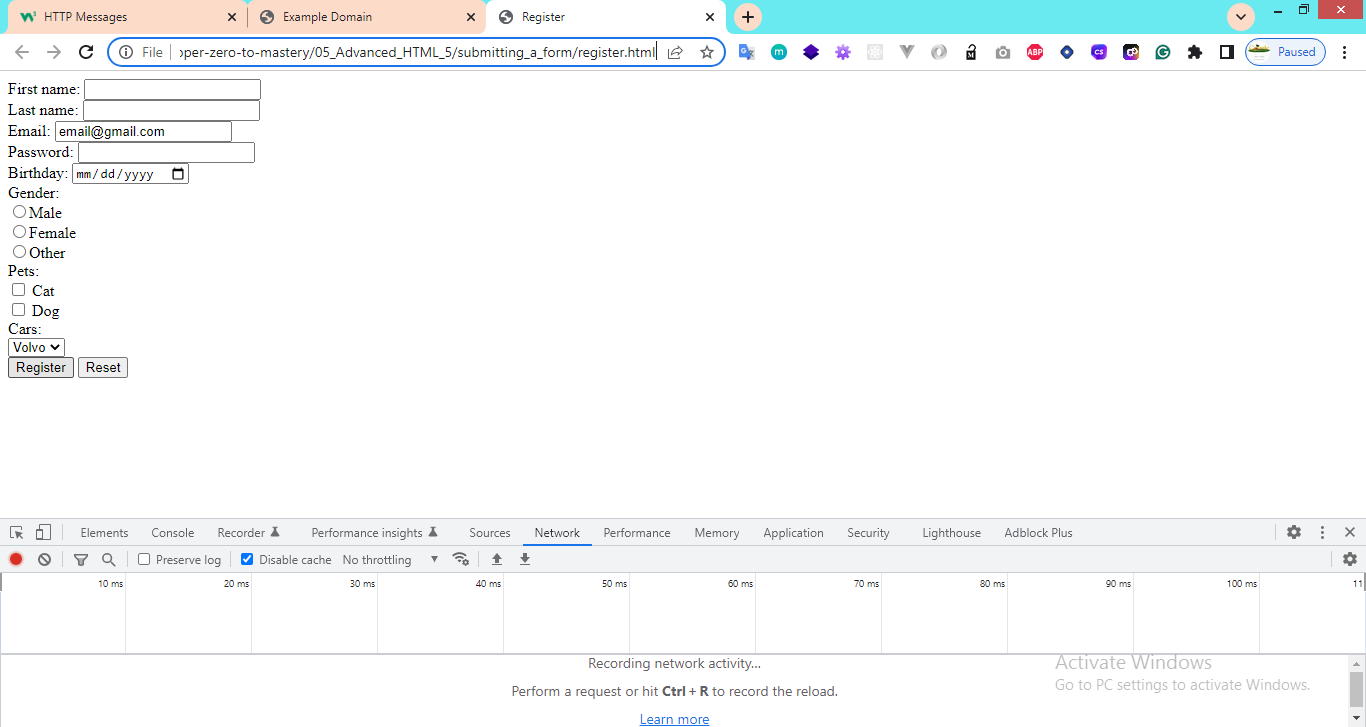 HTTP Messages
Example Domain
Register
File
oper-zero-to-mastery/05_Advanced_HTML_5/submitting_a_form/register.html
Paused
First name:
Last name:
Email: email@gmail.com
Password:
Birthday: mm/dd/yyyy
Gender:
Male
Female
Other
Pets:
Cat
Dog
Cars:
Volvo
Register Reset
Elements Console Recorder Performance insights Sources Network Performance Memory Application Security Lighthouse Adblock Plus
Preserve log Disable cache No throttling
10 ms 20 ms 30 ms 40 ms 50 ms 60 ms 70 ms 80 ms 90 ms 100 ms 11
Recording network activity...
Perform a request or hit Ctrl + R to record the reload.
Learn more
Activate Windows
Go to PC settings to activate Windows.